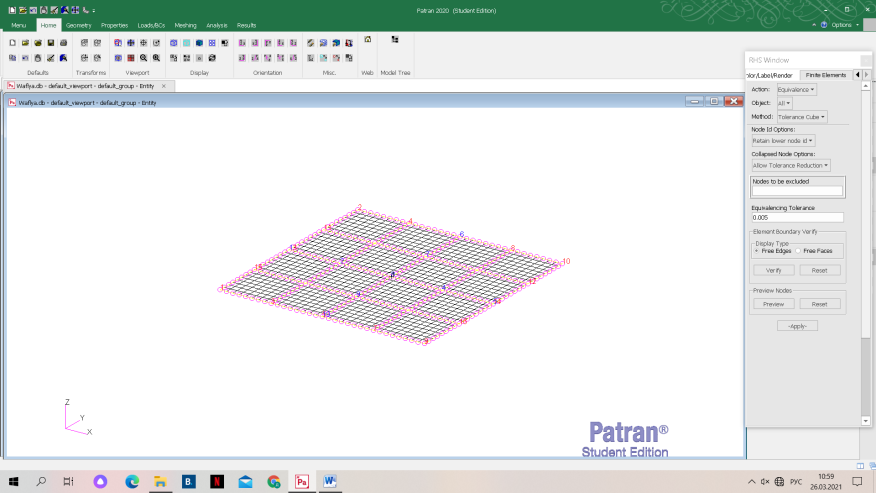 Patran 2020 (Student Edition)
Menu Home Geometry Properties Loads/BCs Meshing Analysis Results
Options
Defaults Transforms Viewport Display Orientation Misc. Web Model Tree
Waflya.db - default_viewport - default_group - Entity
Waflya.db - default_viewport - default_group - Entity
RHS Window
olor/Label/Render Finite Elements
Action: Equivalence
Object: All
Method: Tolerance Cube
Node Id Options:
Retain lower node id
Collapsed Node Options:
Allow Tolerance Reduction
Nodes to be excluded
Equivalencing Tolerance
0.005
Element Boundary Verify
Display Type
Free Edges Free Faces
Verify Reset
Preview Nodes
Preview Reset
-Apply-
2
4
6
10
12
Z
Y
X
Patran®
Student Edition
РУС
10:59
26.03.2021